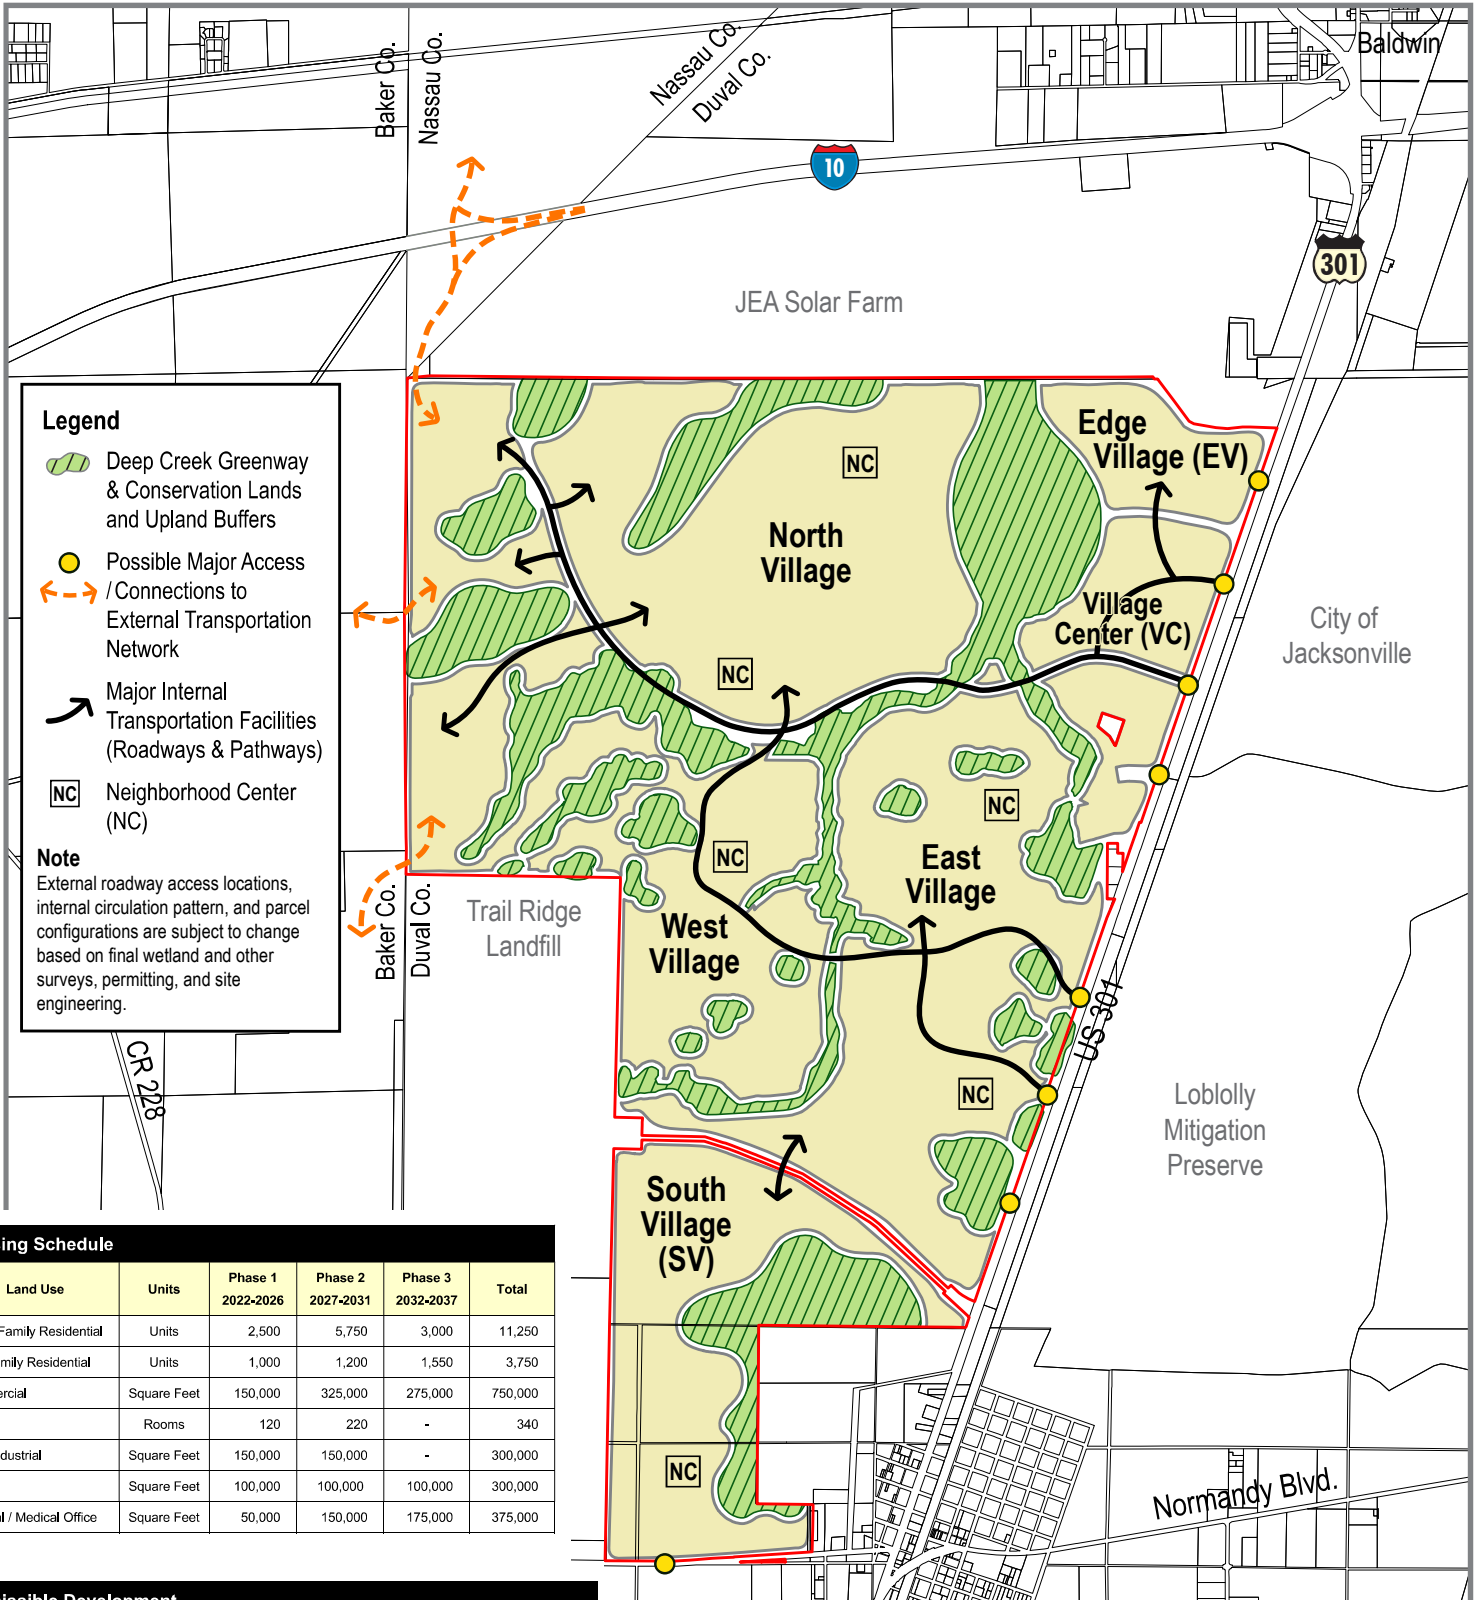 Baldwin
Baker Co.
Nassau Co.
Nassau Co.
Duval Co.
10
301
JEA Solar Farm
Legend
Deep Creek Greenway
& Conservation Lands
and Upland Buffers
Possible Major Access
/Connections to
External Transportation
Network
Major Internal
Transportation Facilities
(Roadways & Pathways)
NC
Neighborhood Center
(NC)
Note
External roadway access locations,
internal circulation pattern, and parcel
configurations are subject to change
based on final wetland and other
surveys, permitting, and site
engineering.
Edge
Village (EV)
NC
North
Village
Village
Center (VC)
City of
Jacksonville
NC
NC
NC
East
Village
West
Village
Trail Ridge
Landfill
Baker Co.
Duval Co.
US 301
CR 228
NC
Loblolly
Mitigation
Preserve
South
Village
(SV)
NC
Normandy Blvd.
Schedule
Land Use Units Phase 1 Phase 2 Phase 3 Total
2022-2026 2027-2031 2032-2037
Family Residential Units 2,500 5,750 3,000 11,250
Residential Units 1,000 1,200 1,550 3,750
Square Feet 150,000 325,000 275,000 750,000
Rooms 120 220 - 340
Square Feet 150,000 150,000 - 300,000
Square Feet 100,000 100,000 100,000 300,000
/ Medical Office Square Feet 50,000 150,000 175,000 375,000
Development